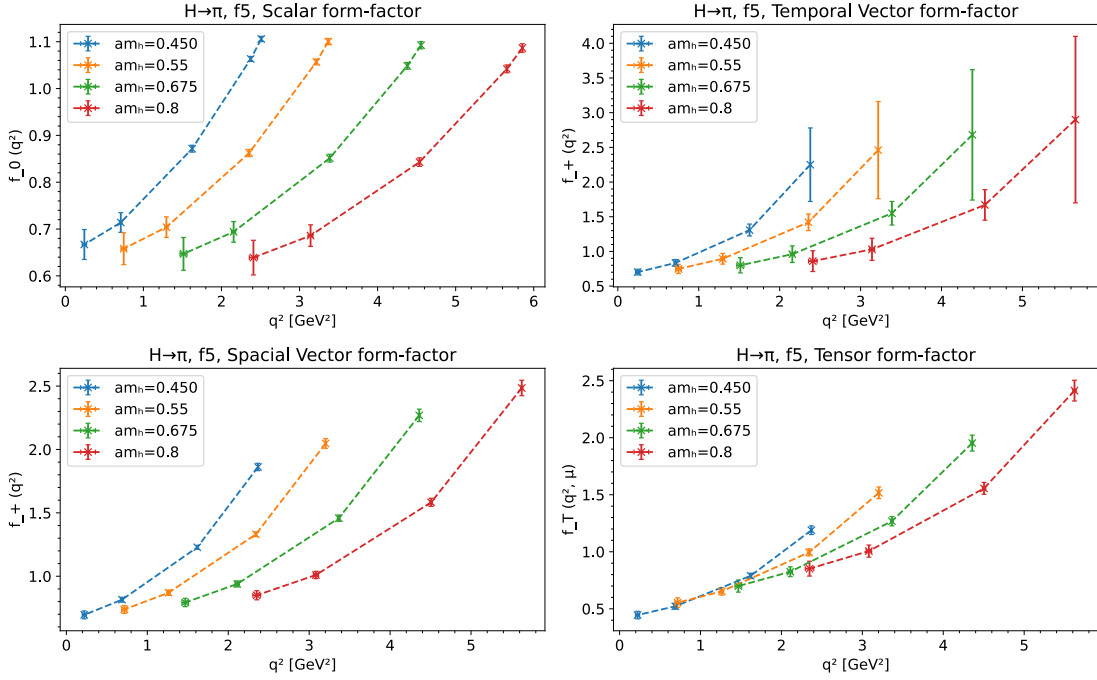 H→π, f5, Scalar form-factor
f_0 (q²)
1.1
1.0
0.9
0.8
0.7
0.6
amₕ=0.450
amₕ=0.55
amₕ=0.675
amₕ=0.8
0
1
2
3
4
5
6
q² [GeV²]
H→π, f5, Temporal Vector form-factor
f_+ (q²)
4.0
3.5
3.0
2.5
2.0
1.5
1.0
0.5
amₕ=0.450
amₕ=0.55
amₕ=0.675
amₕ=0.8
0
1
2
3
4
5
q² [GeV²]
H→π, f5, Spacial Vector form-factor
f_+ (q²)
2.5
2.0
1.5
1.0
amₕ=0.450
amₕ=0.55
amₕ=0.675
amₕ=0.8
0
1
2
3
4
5
q² [GeV²]
H→π, f5, Tensor form-factor
f_T (q², μ)
2.5
2.0
1.5
1.0
0.5
amₕ=0.450
amₕ=0.55
amₕ=0.675
amₕ=0.8
0
1
2
3
4
5
q² [GeV²]